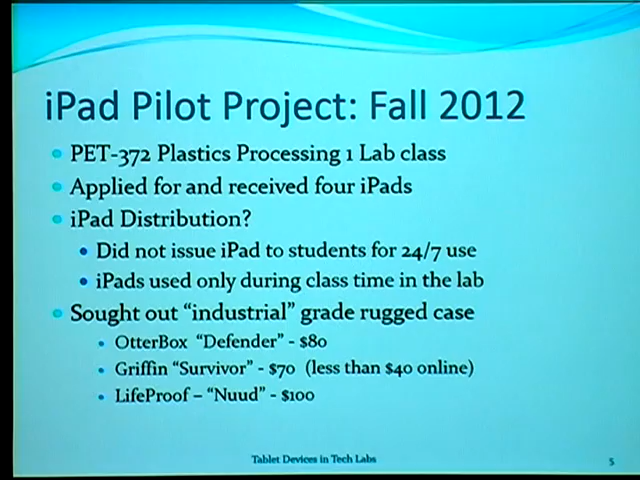 iPad Pilot Project: Fall 2012
PET-372 Plastics Processing 1 Lab class
Applied for and received four iPads
iPad Distribution?
Did not issue iPad to students for 24/7 use
iPads used only during class time in the lab
Sought out “industrial” grade rugged case
OtterBox “Defender” - $80
Griffin “Survivor” - $70 (less than $40 online)
LifeProof – “Nuud” - $100
Tablet Devices in Tech Labs
5